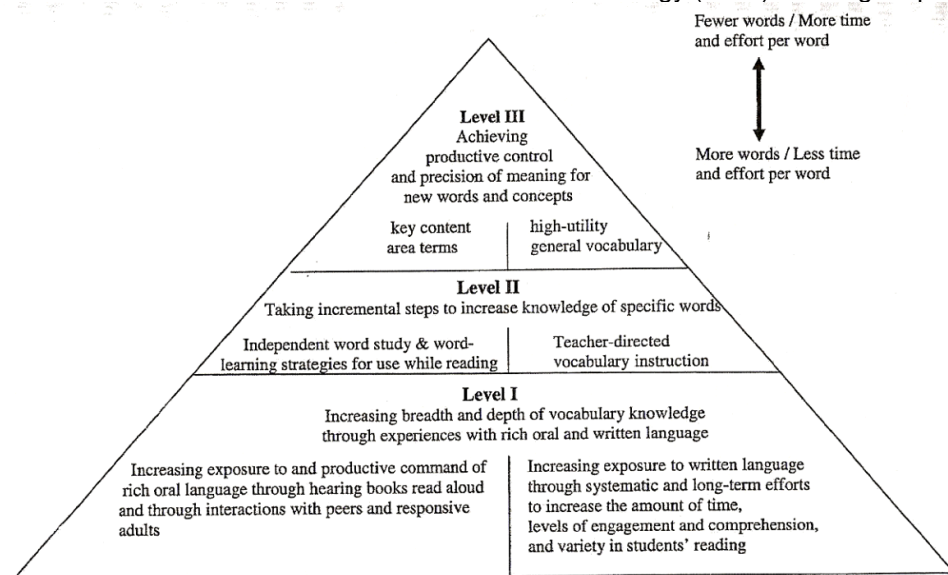 Fewer words / More time
and effort per word
More words / Less time
and effort per word
Level III
Achieving
productive control
and precision of meaning for
new words and concepts
key content
area terms
high-utility
general vocabulary
Level II
Taking incremental steps to increase knowledge of specific words
Independent word study & word-
learning strategies for use while reading
Teacher-directed
vocabulary instruction
Level I
Increasing breadth and depth of vocabulary knowledge
through experiences with rich oral and written language
Increasing exposure to and productive command of
rich oral language through hearing books read aloud
and through interactions with peers and responsive
adults
Increasing exposure to written language
through systematic and long-term efforts
to increase the amount of time,
levels of engagement and comprehension,
and variety in students' reading